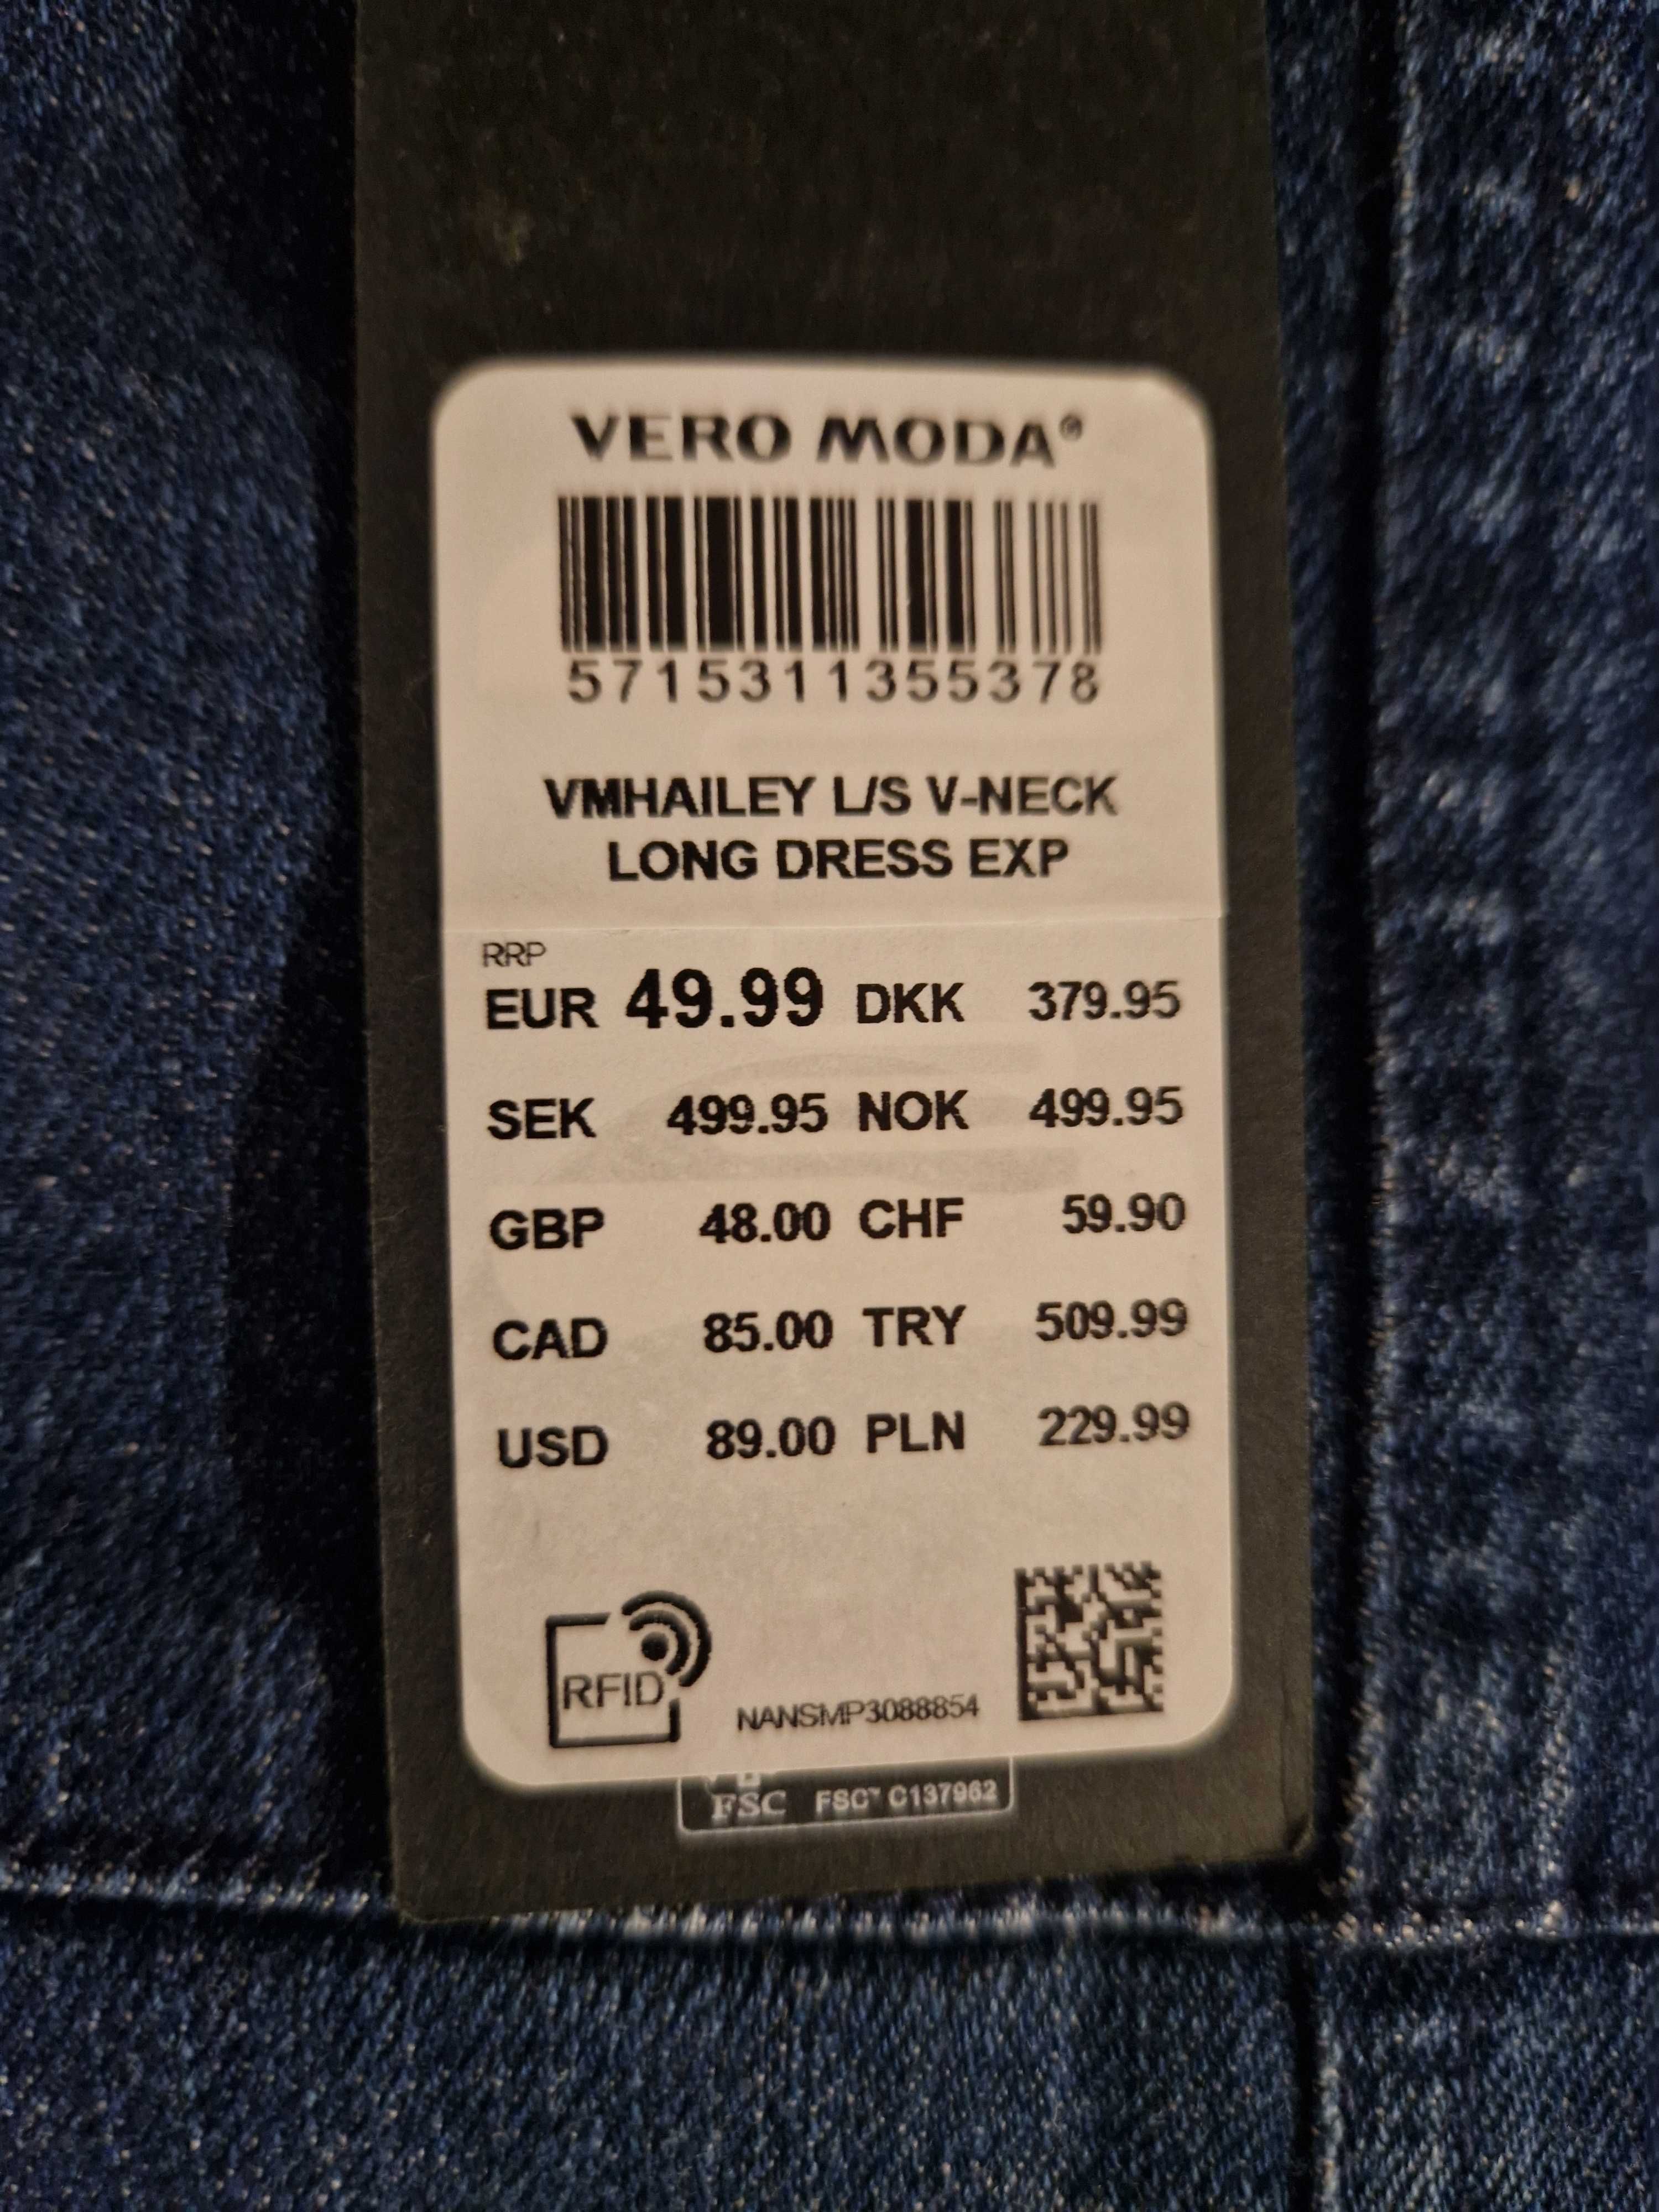 VERO MODA®
5715311355378
VMHAILEY L/S V-NECK
LONG DRESS EXP
RRP
EUR 49.99 DKK 379.95
SEK 499.95 NOK 499.95
GBP 48.00 CHF 59.90
CAD 85.00 TRY 509.99
USD 89.00 PLN 229.99
RFID
NANSMP3088854
FSC FSC™ C137962